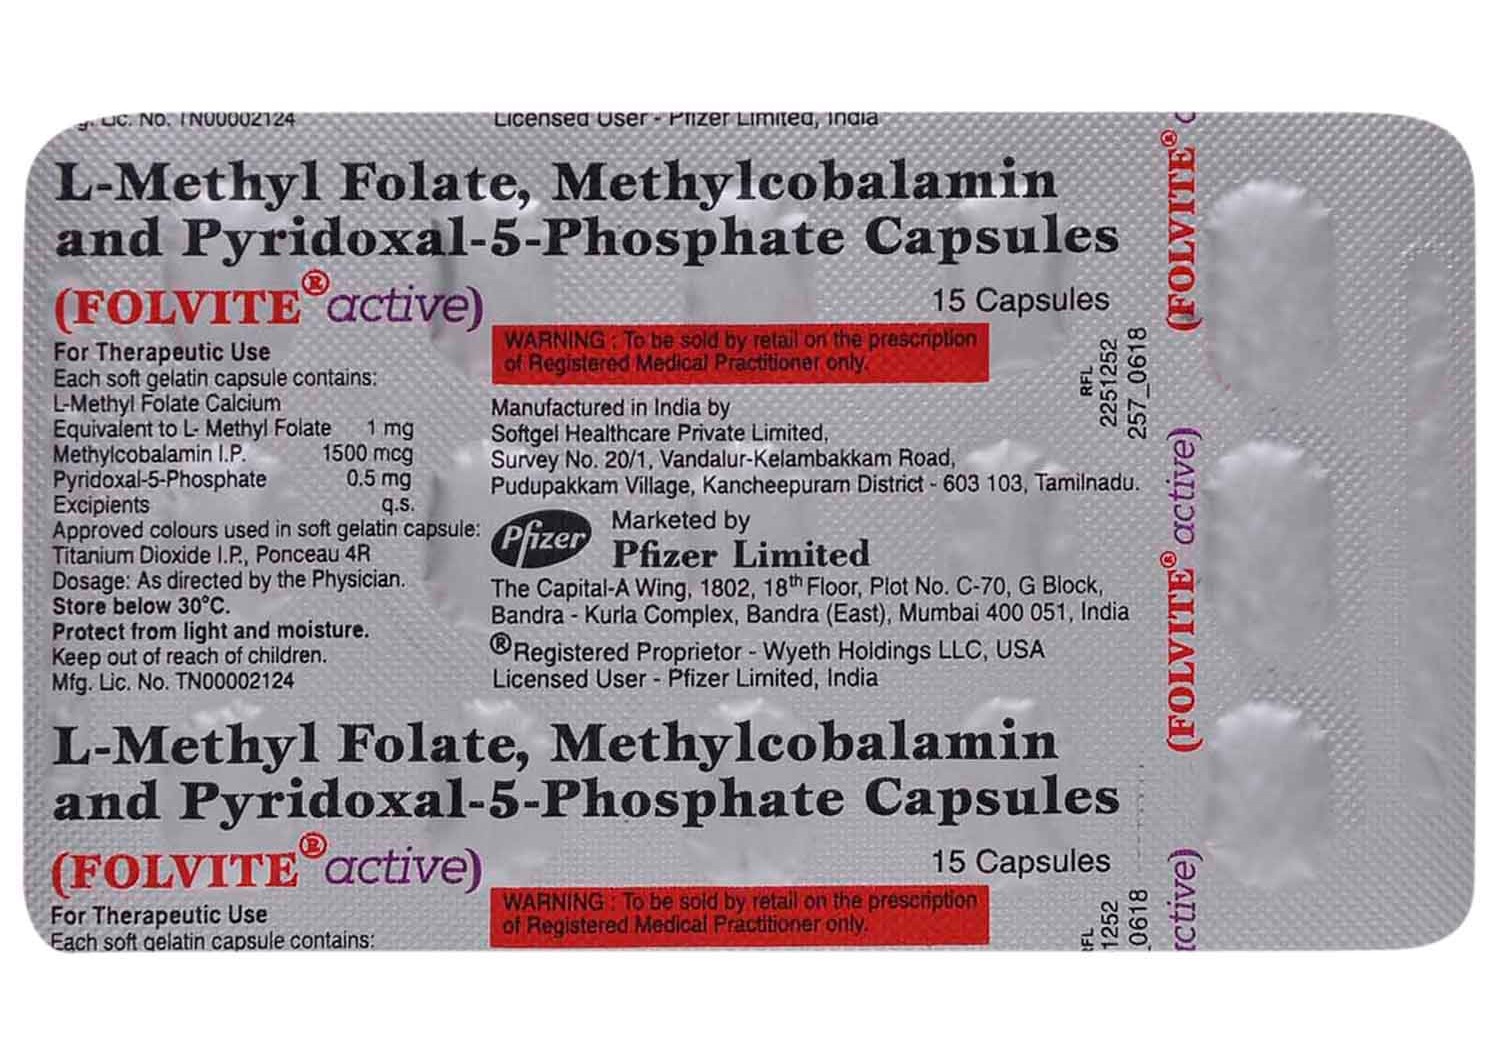 g. Lic. No. TN00002124
Licensed User - Pfizer Limited, India
L-Methyl Folate, Methylcobalamin
and Pyridoxal-5-Phosphate Capsules
(FOLVITE® active)
15 Capsules
For Therapeutic Use
Each soft gelatin capsule contains:
L-Methyl Folate Calcium
Equivalent to L- Methyl Folate 1 mg
Methylcobalamin I.P. 1500 mcg
Pyridoxal-5-Phosphate 0.5 mg
Excipients q.s.
Approved colours used in soft gelatin capsule:
Titanium Dioxide I.P., Ponceau 4R
Dosage: As directed by the Physician.
Store below 30°C.
Protect from light and moisture.
Keep out of reach of children.
Mfg. Lic. No. TN00002124
WARNING : To be sold by retail on the prescription
of Registered Medical Practitioner only.
Manufactured in India by
Softgel Healthcare Private Limited,
Survey No. 20/1, Vandalur-Kelambakkam Road,
Pudupakkam Village, Kancheepuram District - 603 103, Tamilnadu.
Pfizer
Marketed by
Pfizer Limited
The Capital-A Wing, 1802, 18th Floor, Plot No. C-70, G Block,
Bandra - Kurla Complex, Bandra (East), Mumbai 400 051, India
®Registered Proprietor - Wyeth Holdings LLC, USA
Licensed User - Pfizer Limited, India
RFL
2251252
257_0618
(FOLVITE®
(FOLVITE® active)
L-Methyl Folate, Methylcobalamin
and Pyridoxal-5-Phosphate Capsules
(FOLVITE® active)
15 Capsules
For Therapeutic Use
Each soft gelatin capsule contains:
WARNING : To be sold by retail on the prescription
of Registered Medical Practitioner only.
RFL
1252
_0618
ctive)